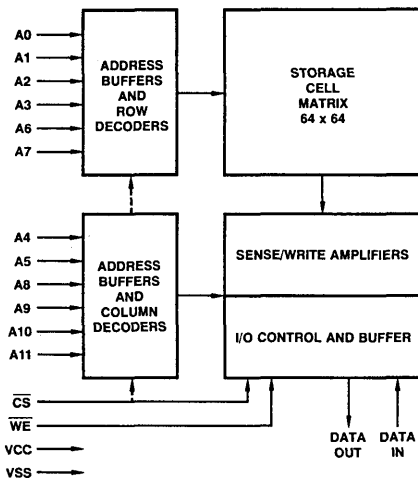 A0
A1
A2
A3
A6
A7
ADDRESS
BUFFERS
AND
ROW
DECODERS
STORAGE
CELL
MATRIX
64 x 64
A4
A5
A8
A9
A10
A11
ADDRESS
BUFFERS
AND
COLUMN
DECODERS
SENSE/WRITE AMPLIFIERS
I/O CONTROL AND BUFFER
C̅S̅
W̅E̅
VCC
VSS
DATA
OUT
DATA
IN